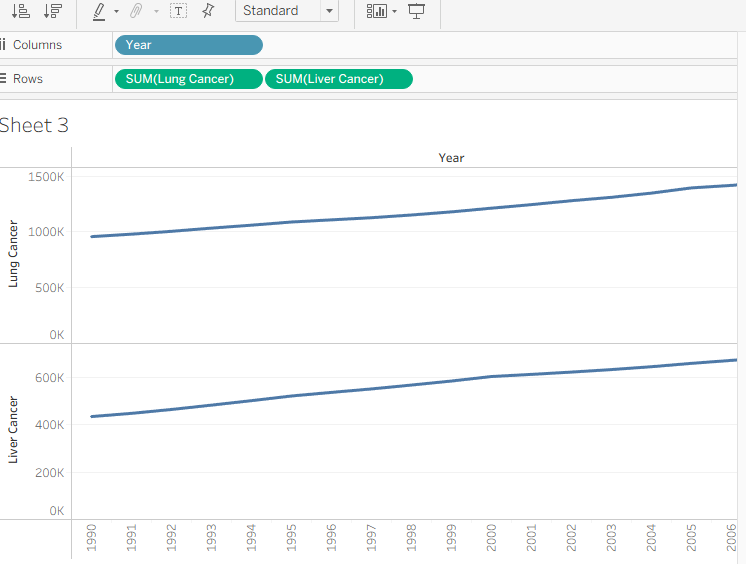 T Standard
Columns Year
Rows SUM(Lung Cancer) SUM(Liver Cancer)
Sheet 3
Year
Lung Cancer
1500K
1000K
500K
0K
Liver Cancer
600K
400K
200K
0K
1990 1991 1992 1993 1994 1995 1996 1997 1998 1999 2000 2001 2002 2003 2004 2005 2006